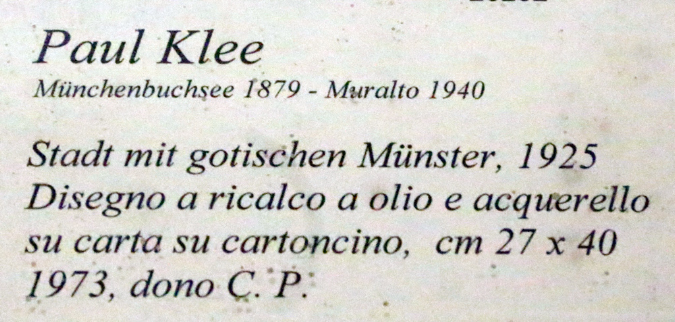 Paul Klee
Münchenbuchsee 1879 - Muralto 1940
Stadt mit gotischen Münster, 1925
Disegno a ricalco a olio e acquerello
su carta su cartoncino, cm 27 x 40
1973, dono C. P.